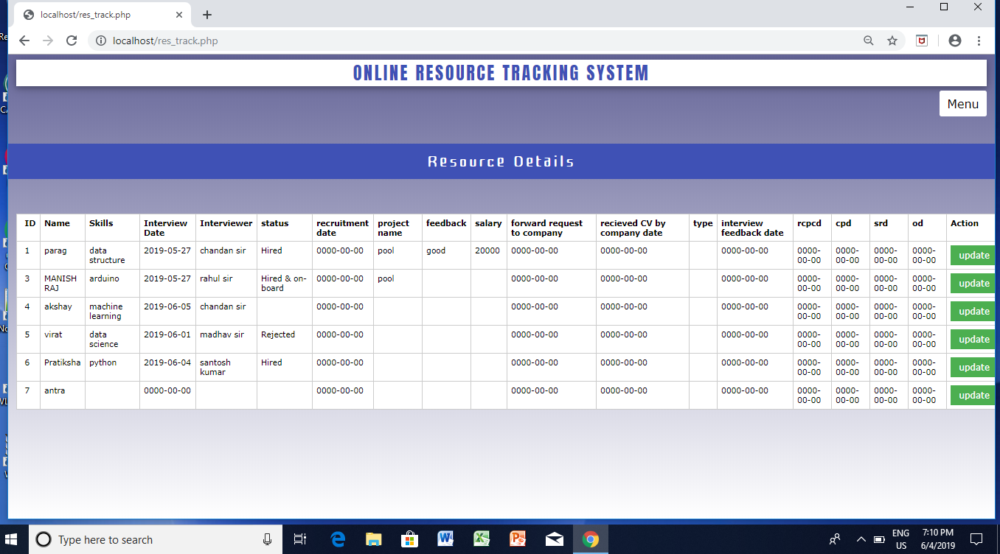 localhost/res_track.php
localhost/res_track.php
ONLINE RESOURCE TRACKING SYSTEM
Menu
Resource Details
ID Name Skills Interview Date Interviewer status recruitment date project name feedback salary forward request to company recieved CV by company date type interview feedback date rcpcd cpd srd od Action
1 parag data structure 2019-05-27 chandan sir Hired 0000-00-00 pool good 20000 0000-00-00 0000-00-00 0000-00-00 0000-00-00 0000-00-00 0000-00-00 0000-00-00 update
3 MANISH RAJ arduino 2019-05-27 rahul sir Hired & on-board 0000-00-00 pool 0000-00-00 0000-00-00 0000-00-00 0000-00-00 0000-00-00 0000-00-00 0000-00-00 update
4 akshay machine learning 2019-06-05 chandan sir 0000-00-00 0000-00-00 0000-00-00 0000-00-00 0000-00-00 0000-00-00 0000-00-00 0000-00-00 update
5 virat data science 2019-06-01 madhav sir Rejected 0000-00-00 0000-00-00 0000-00-00 0000-00-00 0000-00-00 0000-00-00 0000-00-00 0000-00-00 update
6 Pratiksha python 2019-06-04 santosh kumar Hired 0000-00-00 0000-00-00 0000-00-00 0000-00-00 0000-00-00 0000-00-00 0000-00-00 0000-00-00 update
7 antra 0000-00-00 0000-00-00 0000-00-00 0000-00-00 0000-00-00 0000-00-00 0000-00-00 0000-00-00 0000-00-00 update
Type here to search
ENG
US
7:10 PM
6/4/2019